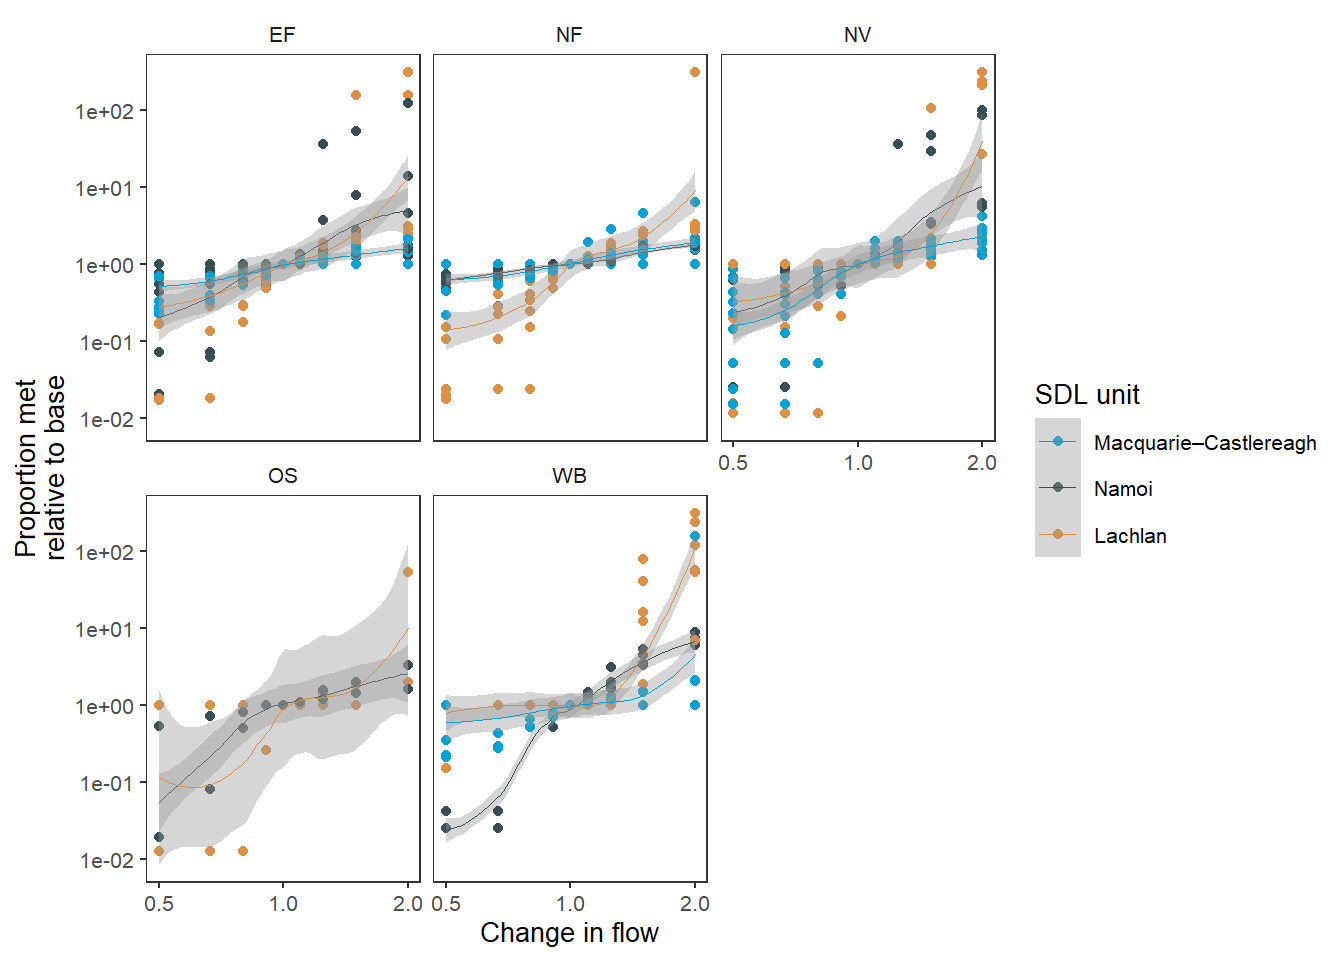 EF
NF
NV
1e+02
1e+01
1e+00
1e-01
1e-02
0.5
1.0
2.0
OS
WB
1e+02
1e+01
1e+00
1e-01
1e-02
0.5
1.0
2.0
0.5
1.0
2.0
Change in flow
Proportion met
relative to base
SDL unit
Macquarie–Castlereagh
Namoi
Lachlan